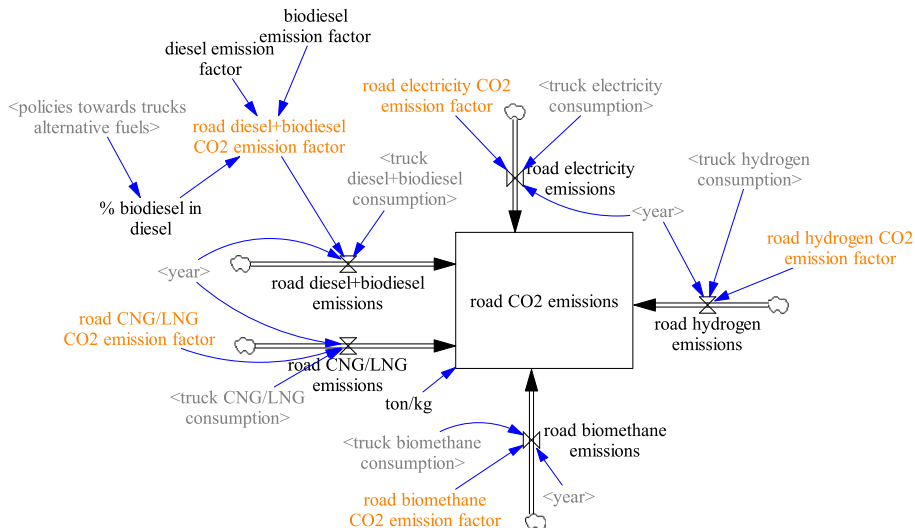 biodiesel
emission factor
diesel emission
factor
<policies towards trucks
alternative fuels>
road diesel+biodiesel
CO2 emission factor
% biodiesel in
diesel
<truck
diesel+biodiesel
consumption>
road electricity CO2
emission factor
<truck electricity
consumption>
road electricity
emissions
<truck hydrogen
consumption>
<year>
road hydrogen CO2
emission factor
<year>
road diesel+biodiesel
emissions
road CO2 emissions
road hydrogen
emissions
road CNG/LNG
CO2 emission factor
road CNG/LNG
emissions
<truck CNG/LNG
consumption>
ton/kg
<truck biomethane
consumption>
road biomethane
emissions
road biomethane
CO2 emission factor
<year>